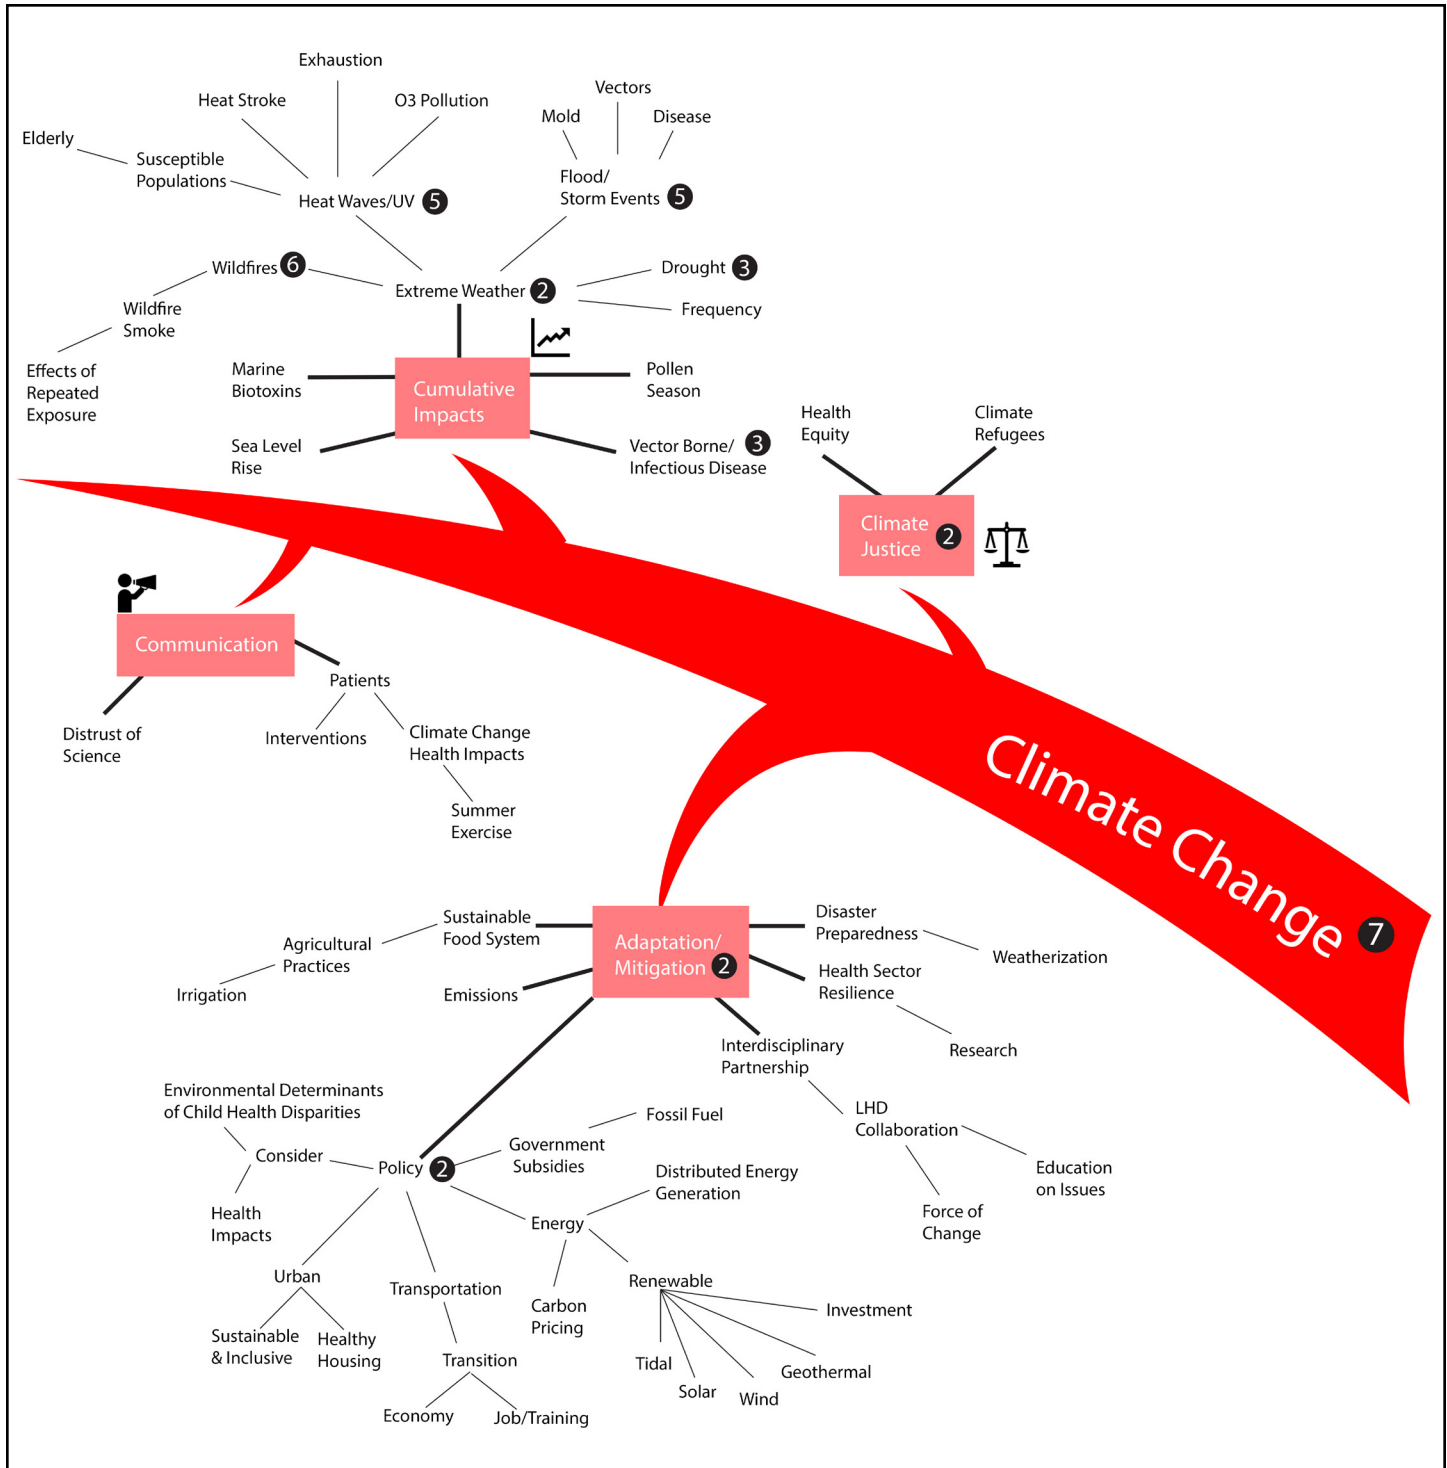 Exhaustion
Heat Stroke
O3 Pollution
Elderly
Susceptible
Populations
Heat Waves/UV 5
Vectors
Mold
Disease
Flood/
Storm Events 5
Wildfires 6
Wildfire
Smoke
Effects of
Repeated
Exposure
Extreme Weather 2
Drought 3
Frequency
Marine
Biotoxins
Cumulative
Impacts
Pollen
Season
Sea Level
Rise
Vector Borne/ 3
Infectious Disease
Health
Equity
Climate
Refugees
Climate
Justice 2
Communication
Distrust of
Science
Patients
Interventions
Climate Change
Health Impacts
Summer
Exercise
Climate Change 7
Sustainable
Food System
Agricultural
Practices
Irrigation
Emissions
Adaptation/
Mitigation 2
Disaster
Preparedness
Weatherization
Health Sector
Resilience
Research
Interdisciplinary
Partnership
LHD
Collaboration
Education
on Issues
Force of
Change
Environmental Determinants
of Child Health Disparities
Consider
Health
Impacts
Policy 2
Government
Subsidies
Fossil Fuel
Distributed Energy
Generation
Energy
Carbon
Pricing
Renewable
Investment
Geothermal
Wind
Solar
Tidal
Urban
Sustainable
& Inclusive
Healthy
Housing
Transportation
Transition
Economy
Job/Training